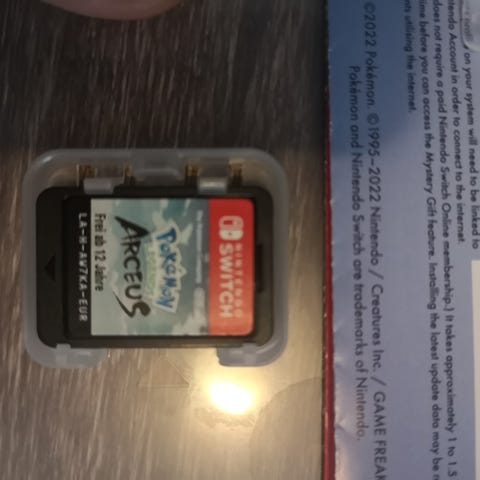 NINTENDO
SWITCH
Pokémon
LEGENDS
ARCEUS
Frei ab 12 Jahre
LA-H-AW7KA-EUR
on your system will need to be linked to
Nintendo Account in order to connect to the internet.
does not require a paid Nintendo Switch Online membership.) It takes approximately 1 to 1.5
time before you can access the Mystery Gift feature. Installing the latest update data may be
utilising the internet.
©2022 Pokémon. ©1995–2022 Nintendo / Creatures Inc. / GAME FREAK
Pokémon and Nintendo Switch are trademarks of Nintendo.